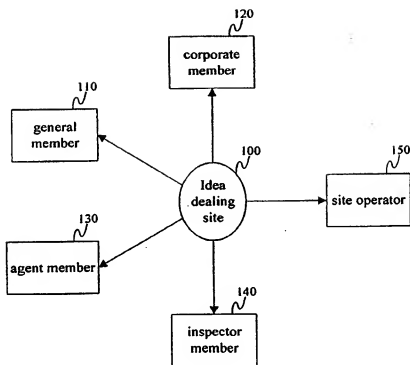 120
corporate
member
110
general
member
100
Idea
dealing
site
150
site operator
130
agent member
140
inspector
member